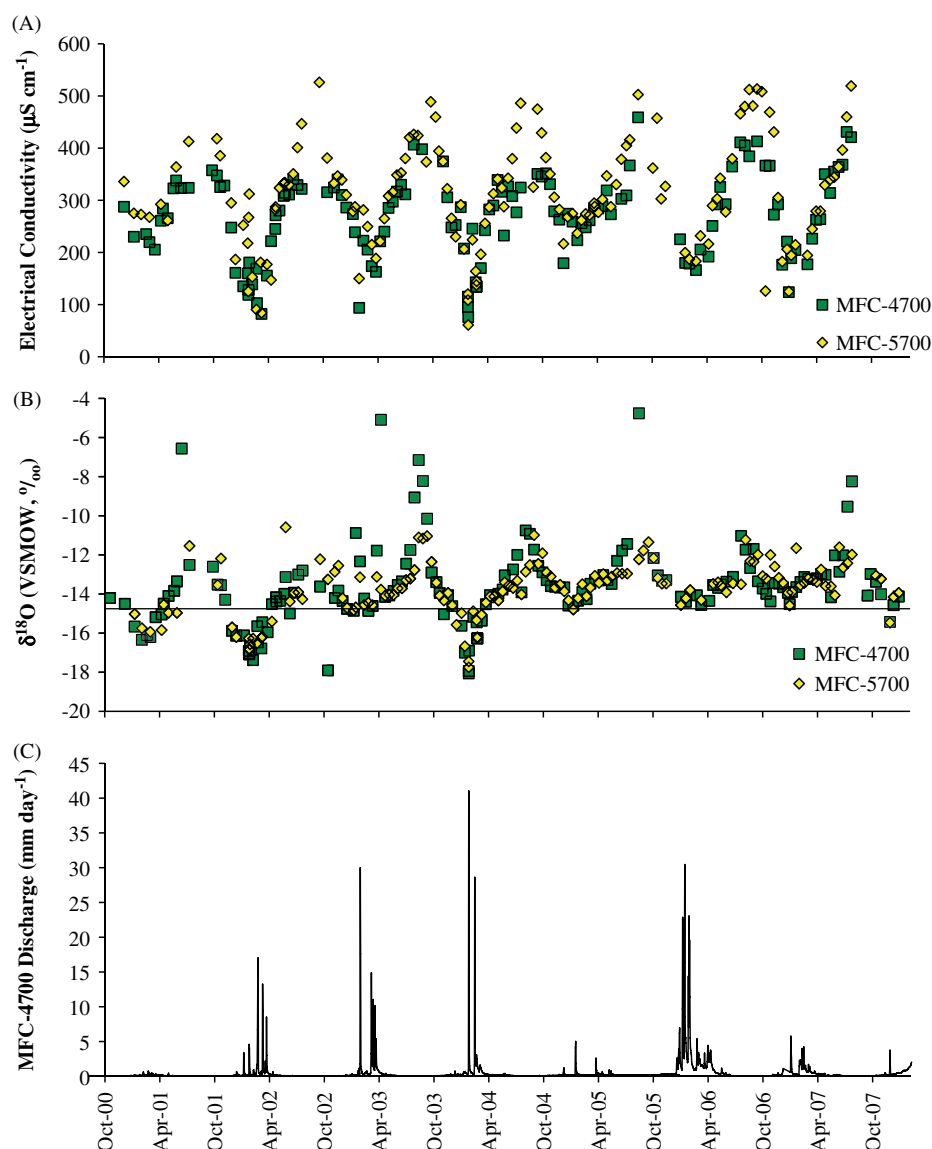 (A)
Electrical Conductivity (µS cm-1)
600
500
400
300
200
100
0
MFC-4700
MFC-5700
(B)
δ18O (VSMOW, o/oo)
-4
-6
-8
-10
-12
-14
-16
-18
-20
MFC-4700
MFC-5700
(C)
MFC-4700 Discharge (mm day-1)
45
40
35
30
25
20
15
10
5
0
Oct-00
Apr-01
Oct-01
Apr-02
Oct-02
Apr-03
Oct-03
Apr-04
Oct-04
Apr-05
Oct-05
Apr-06
Oct-06
Apr-07
Oct-07